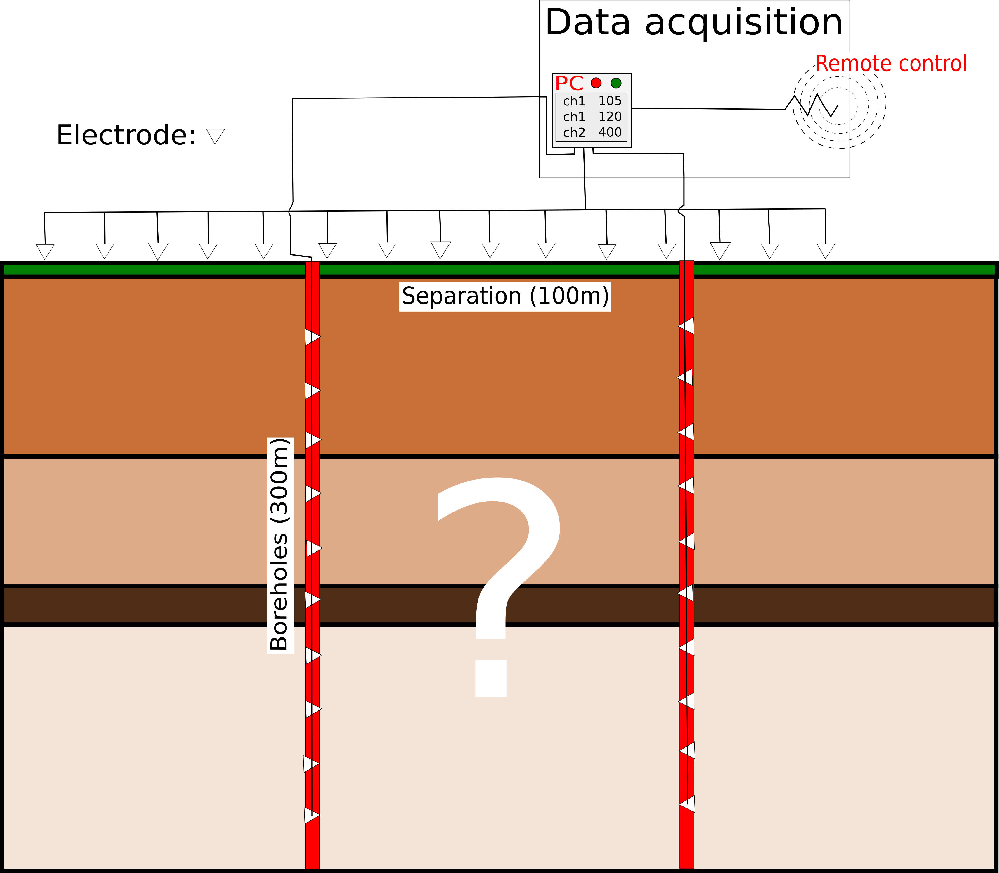 Data acquisition
Remote control
PC
ch1 105
ch1 120
ch2 400
Electrode:
Separation (100m)
Boreholes (300m)
?